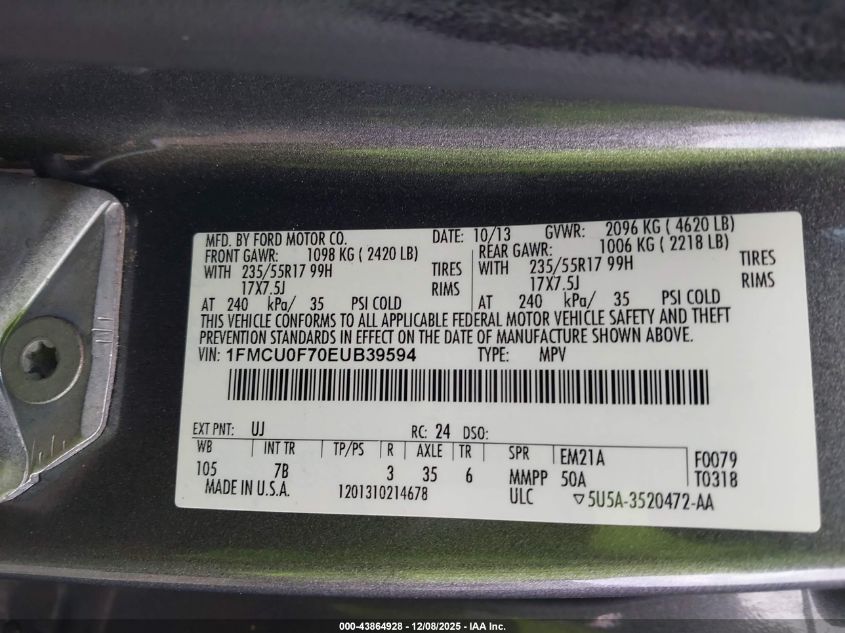 MFD. BY FORD MOTOR CO. DATE: 10/13 GVWR: 2096 KG ( 4620 LB)
FRONT GAWR: 1098 KG ( 2420 LB) REAR GAWR: 1006 KG ( 2218 LB)
WITH 235/55R17 99H TIRES WITH 235/55R17 99H TIRES
17X7.5J RIMS 17X7.5J RIMS
AT 240 kPa/ 35 PSI COLD AT 240 kPa/ 35 PSI COLD
THIS VEHICLE CONFORMS TO ALL APPLICABLE FEDERAL MOTOR VEHICLE SAFETY AND THEFT
PREVENTION STANDARDS IN EFFECT ON THE DATE OF MANUFACTURE SHOWN ABOVE.
VIN: 1FMCU0F70EUB39594 TYPE: MPV
EXT PNT: UJ RC: 24 DSO:
WB INT TR TP/PS R AXLE TR SPR EM21A F0079
105 7B 3 35 6 MMPP 50A T0318
MADE IN U.S.A. 1201310214678 ULC ▽5U5A-3520472-AA
000-43864928 - 12/08/2025 - IAA Inc.